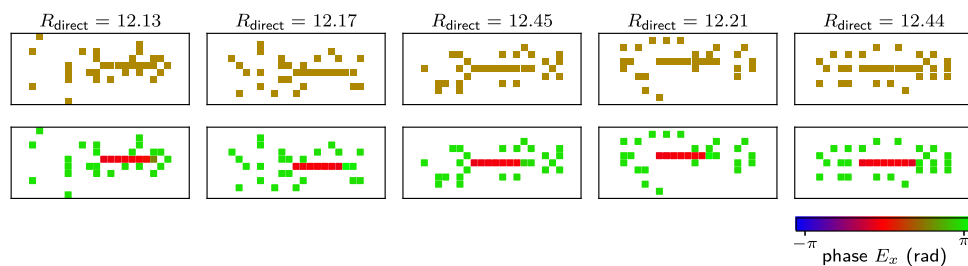 R_direct = 12.13
R_direct = 12.17
R_direct = 12.45
R_direct = 12.21
R_direct = 12.44
−π π
phase E_x (rad)